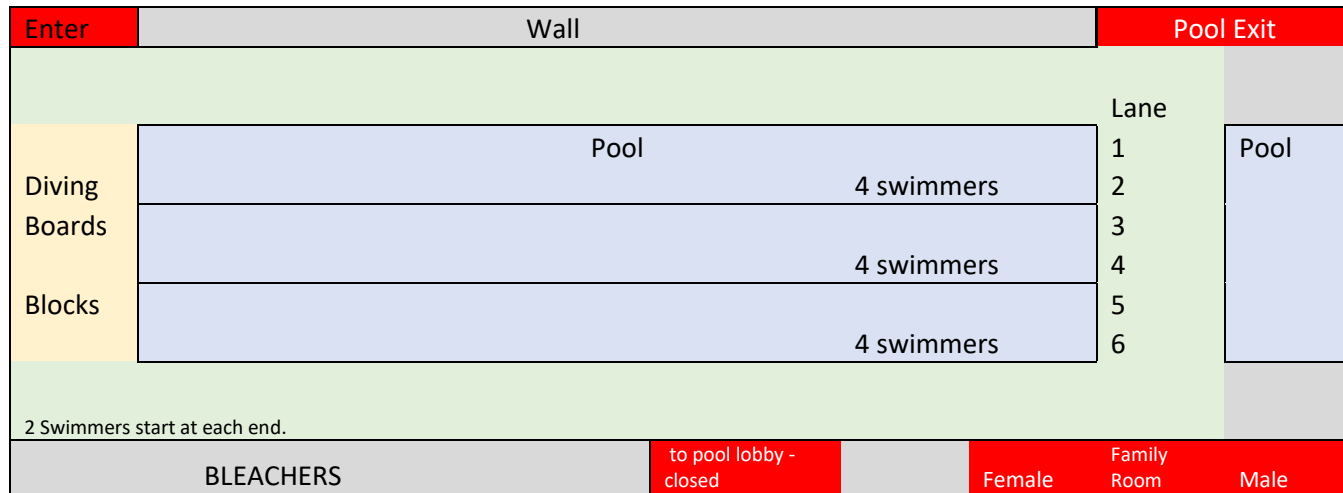 Enter Wall Pool Exit
Lane
Pool 1 Pool
Diving 4 swimmers 2
Boards 3
4 swimmers 4
Blocks 5
4 swimmers 6
2 Swimmers start at each end.
BLEACHERS
to pool lobby -
closed
Female
Family
Room
Male